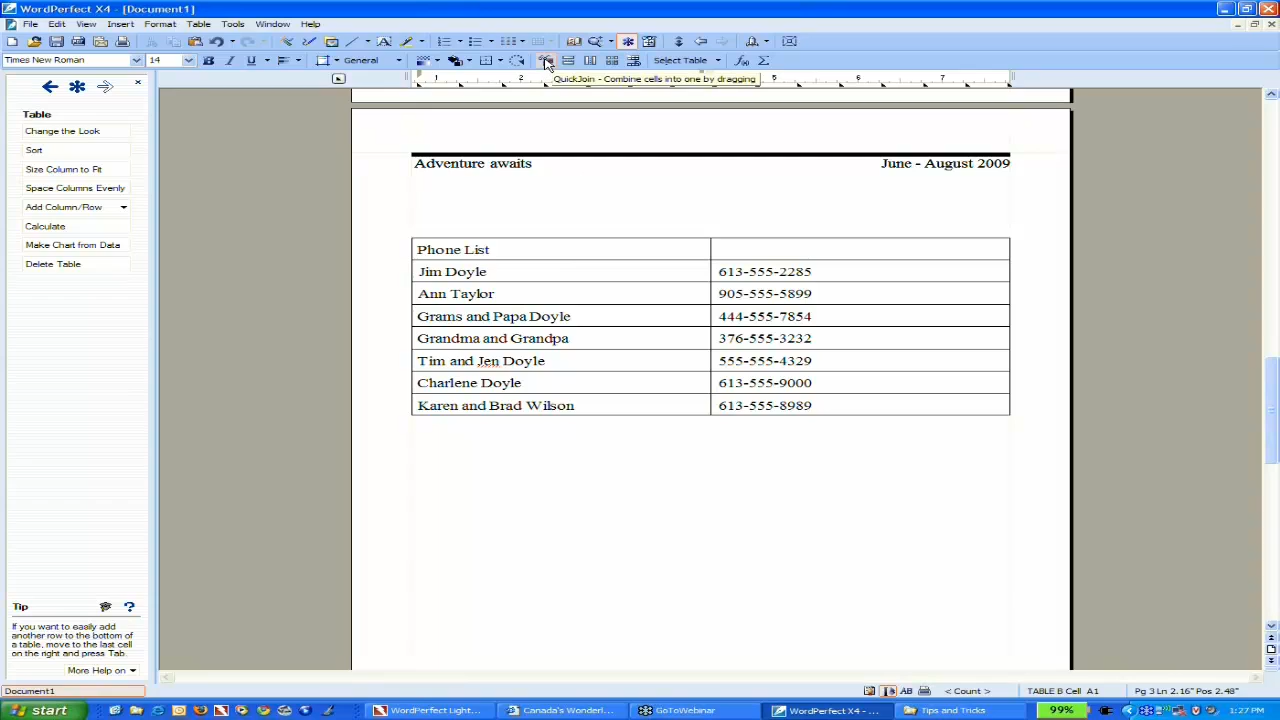 WordPerfect X4 - [Document1]
File Edit View Insert Format Table Tools Window Help
Times New Roman 14 General Select Table
QuickJoin - Combine cells into one by dragging
1 2 5 6 7
Table
Change the Look
Sort
Size Column to Fit
Space Columns Evenly
Add Column/Row
Calculate
Make Chart from Data
Delete Table
Adventure awaits June - August 2009
Phone List
Jim Doyle 613-555-2285
Ann Taylor 905-555-5899
Grams and Papa Doyle 444-555-7854
Grandma and Grandpa 376-555-3232
Tim and Jen Doyle 555-555-4329
Charlene Doyle 613-555-9000
Karen and Brad Wilson 613-555-8989
Tip
If you want to easily add
another row to the bottom of
a table, move to the last cell
on the right and press Tab.
More Help on
Document1 AB < Count > TABLE B Cell A1 Pg 3 Ln 2.16" Pos 2.48"
start WordPerfect Light... Canada's Wonderl... GoToWebinar WordPerfect X4 - ... Tips and Tricks 99% 1:27 PM